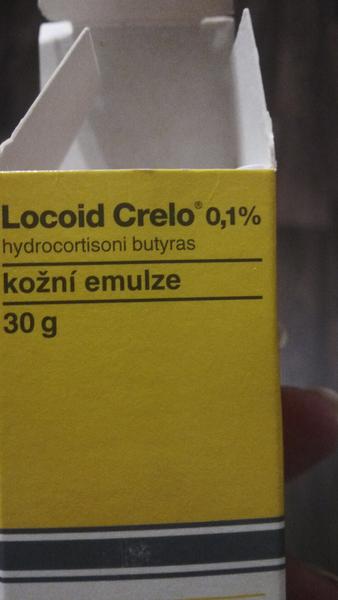 Locoid Crelo® 0,1%
hydrocortisoni butyras
kožní emulze
30 g